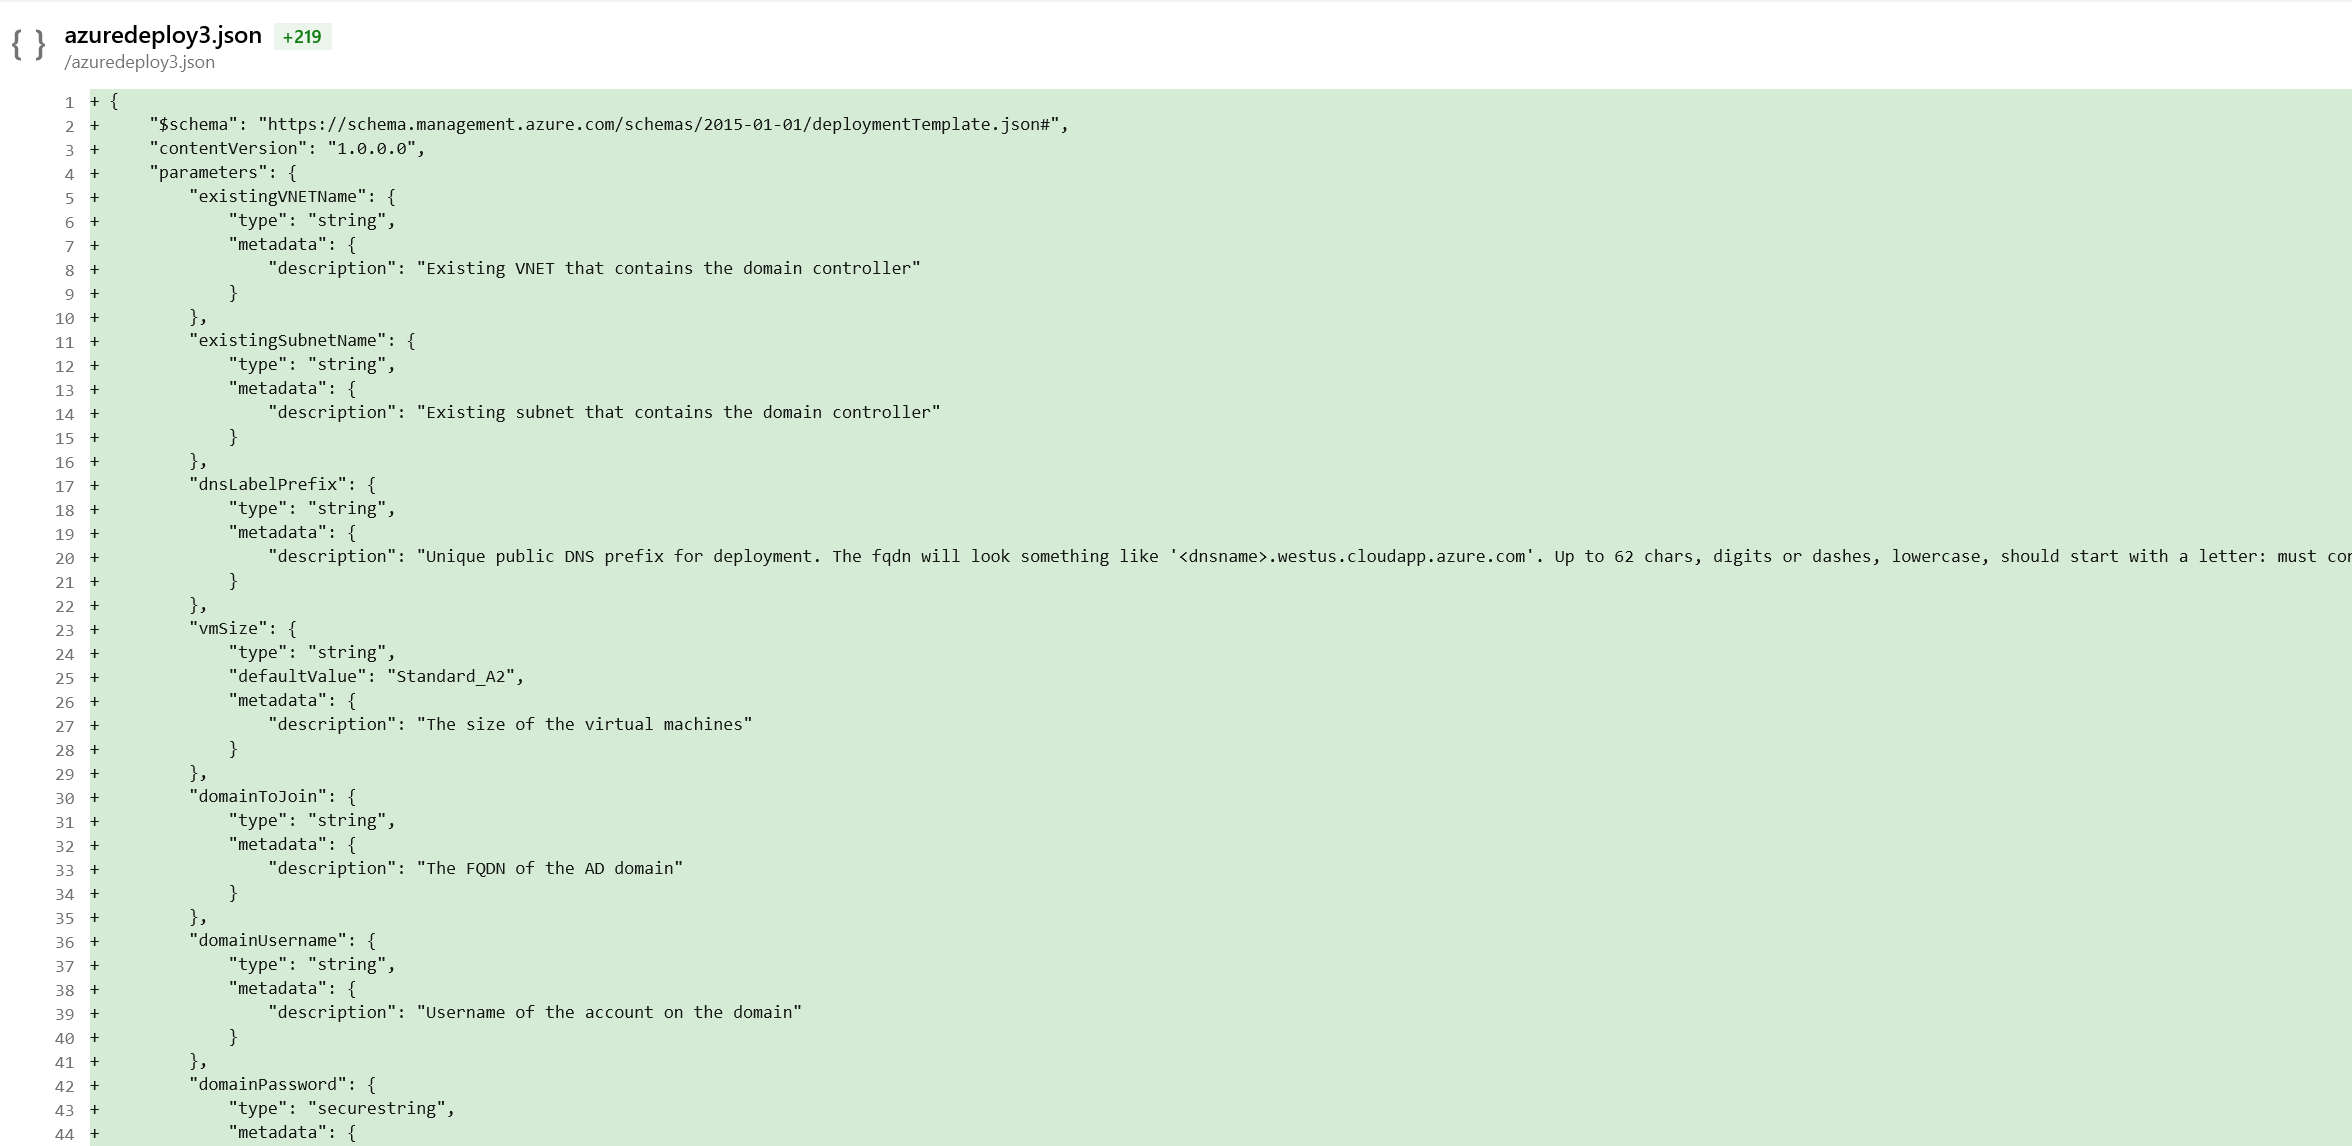 { } azuredeploy3.json +219
/azuredeploy3.json
1 + {
2 +     "$schema": "https://schema.management.azure.com/schemas/2015-01-01/deploymentTemplate.json#",
3 +     "contentVersion": "1.0.0.0",
4 +     "parameters": {
5 +         "existingVNETName": {
6 +             "type": "string",
7 +             "metadata": {
8 +                 "description": "Existing VNET that contains the domain controller"
9 +             }
10 +         },
11 +         "existingSubnetName": {
12 +             "type": "string",
13 +             "metadata": {
14 +                 "description": "Existing subnet that contains the domain controller"
15 +             }
16 +         },
17 +         "dnsLabelPrefix": {
18 +             "type": "string",
19 +             "metadata": {
20 +                 "description": "Unique public DNS prefix for deployment. The fqdn will look something like '<dnsname>.westus.cloudapp.azure.com'. Up to 62 chars, digits or dashes, lowercase, should start with a letter: must
21 +             }
22 +         },
23 +         "vmSize": {
24 +             "type": "string",
25 +             "defaultValue": "Standard_A2",
26 +             "metadata": {
27 +                 "description": "The size of the virtual machines"
28 +             }
29 +         },
30 +         "domainToJoin": {
31 +             "type": "string",
32 +             "metadata": {
33 +                 "description": "The FQDN of the AD domain"
34 +             }
35 +         },
36 +         "domainUsername": {
37 +             "type": "string",
38 +             "metadata": {
39 +                 "description": "Username of the account on the domain"
40 +             }
41 +         },
42 +         "domainPassword": {
43 +             "type": "securestring",
44 +             "metadata": {